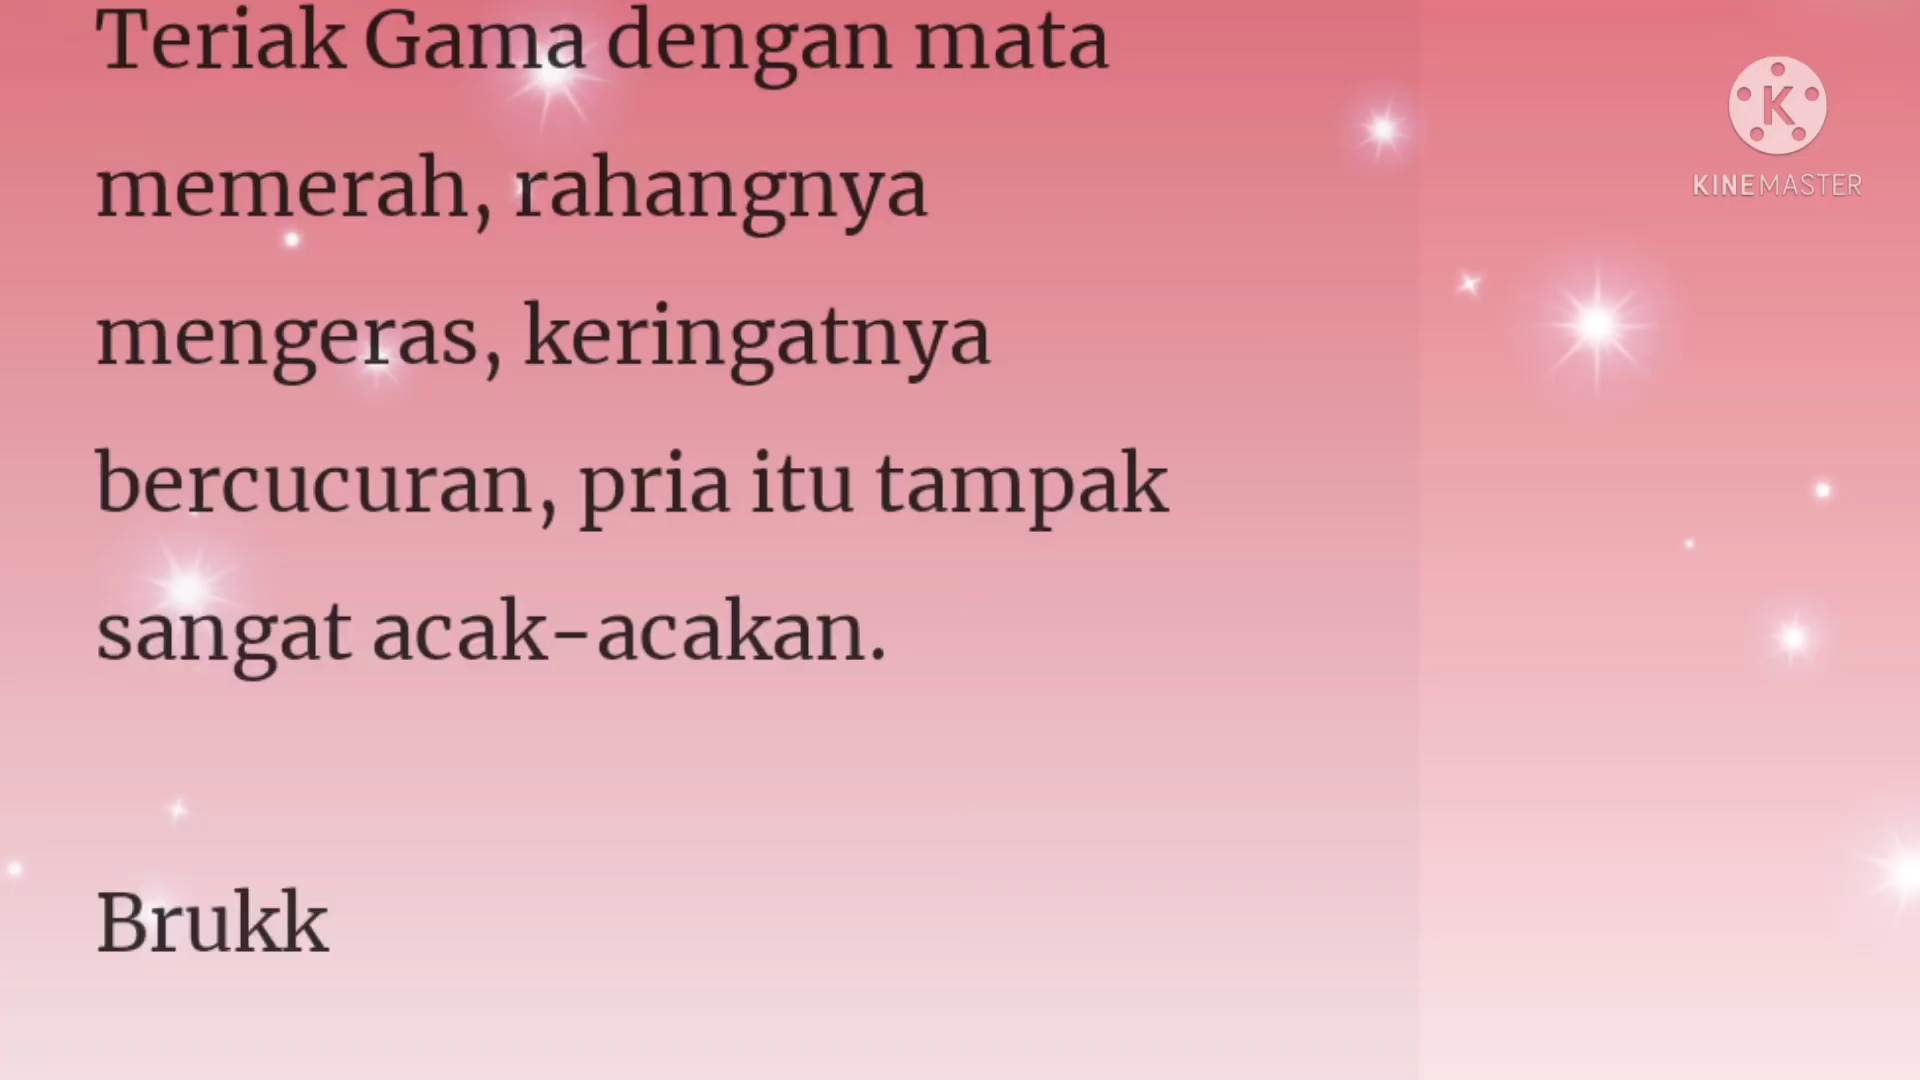 Teriak Gama dengan mata
memerah, rahangnya
mengeras, keringatnya
bercucuran, pria itu tampak
sangat acak-acakan.
Brukk
K
KINEMASTER